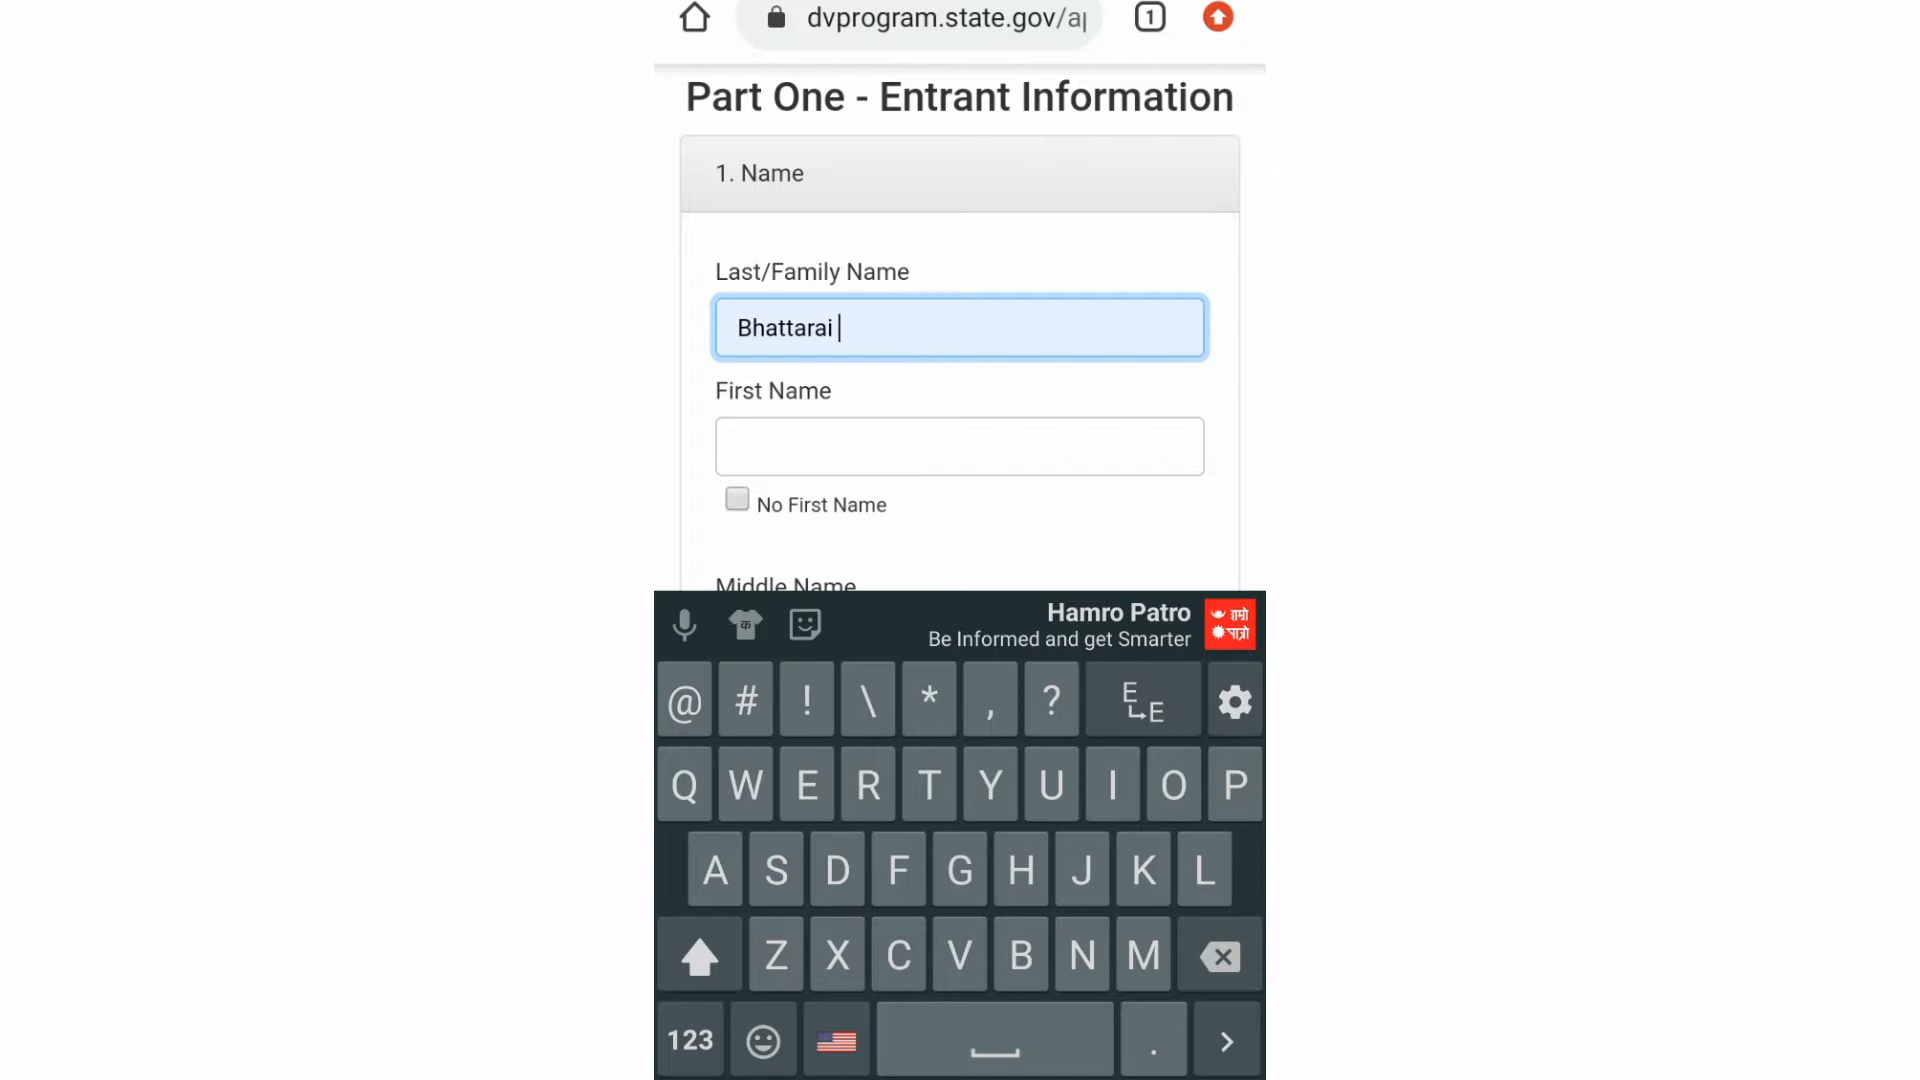 dvprogram.state.gov/ap
1
Part One - Entrant Information
1. Name
Last/Family Name
Bhattarai
First Name
No First Name
Middle Name
Hamro Patro
Be Informed and get Smarter
हाम्रो
पात्रो
क
@ # ! \ * , ? E E
Q W E R T Y U I O P
A S D F G H J K L
Z X C V B N M
123 .